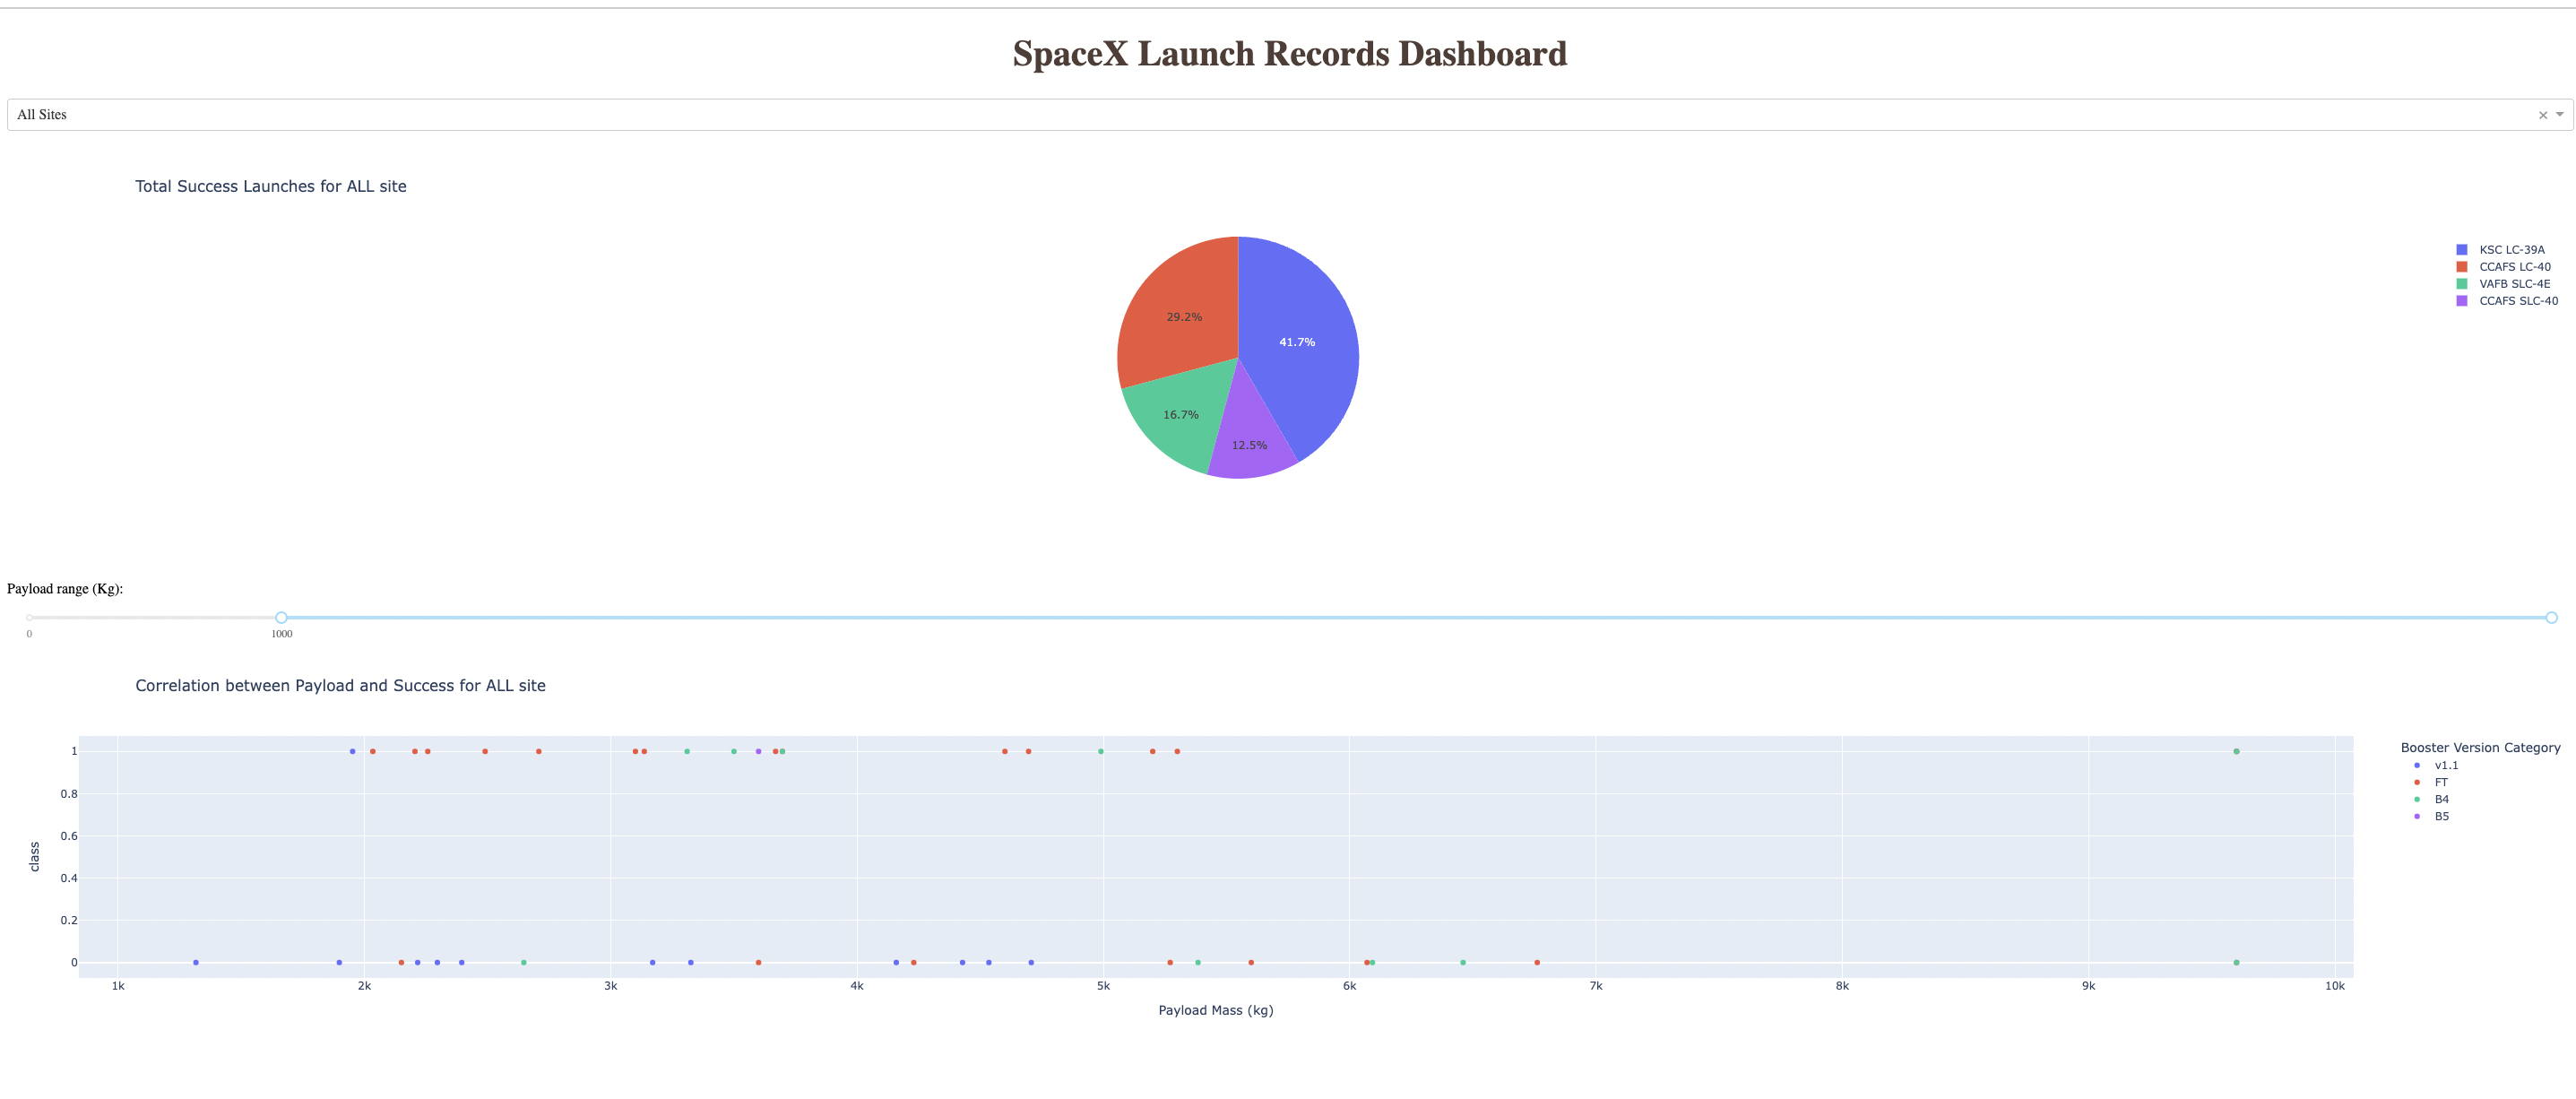 SpaceX Launch Records Dashboard
All Sites
Total Success Launches for ALL site
KSC LC-39A
CCAFS LC-40
VAFB SLC-4E
CCAFS SLC-40
29.2%
41.7%
16.7%
12.5%
Payload range (Kg):
0
1000
Correlation between Payload and Success for ALL site
Booster Version Category
v1.1
FT
B4
B5
class
1
0.8
0.6
0.4
0.2
0
1k 2k 3k 4k 5k 6k 7k 8k 9k 10k
Payload Mass (kg)